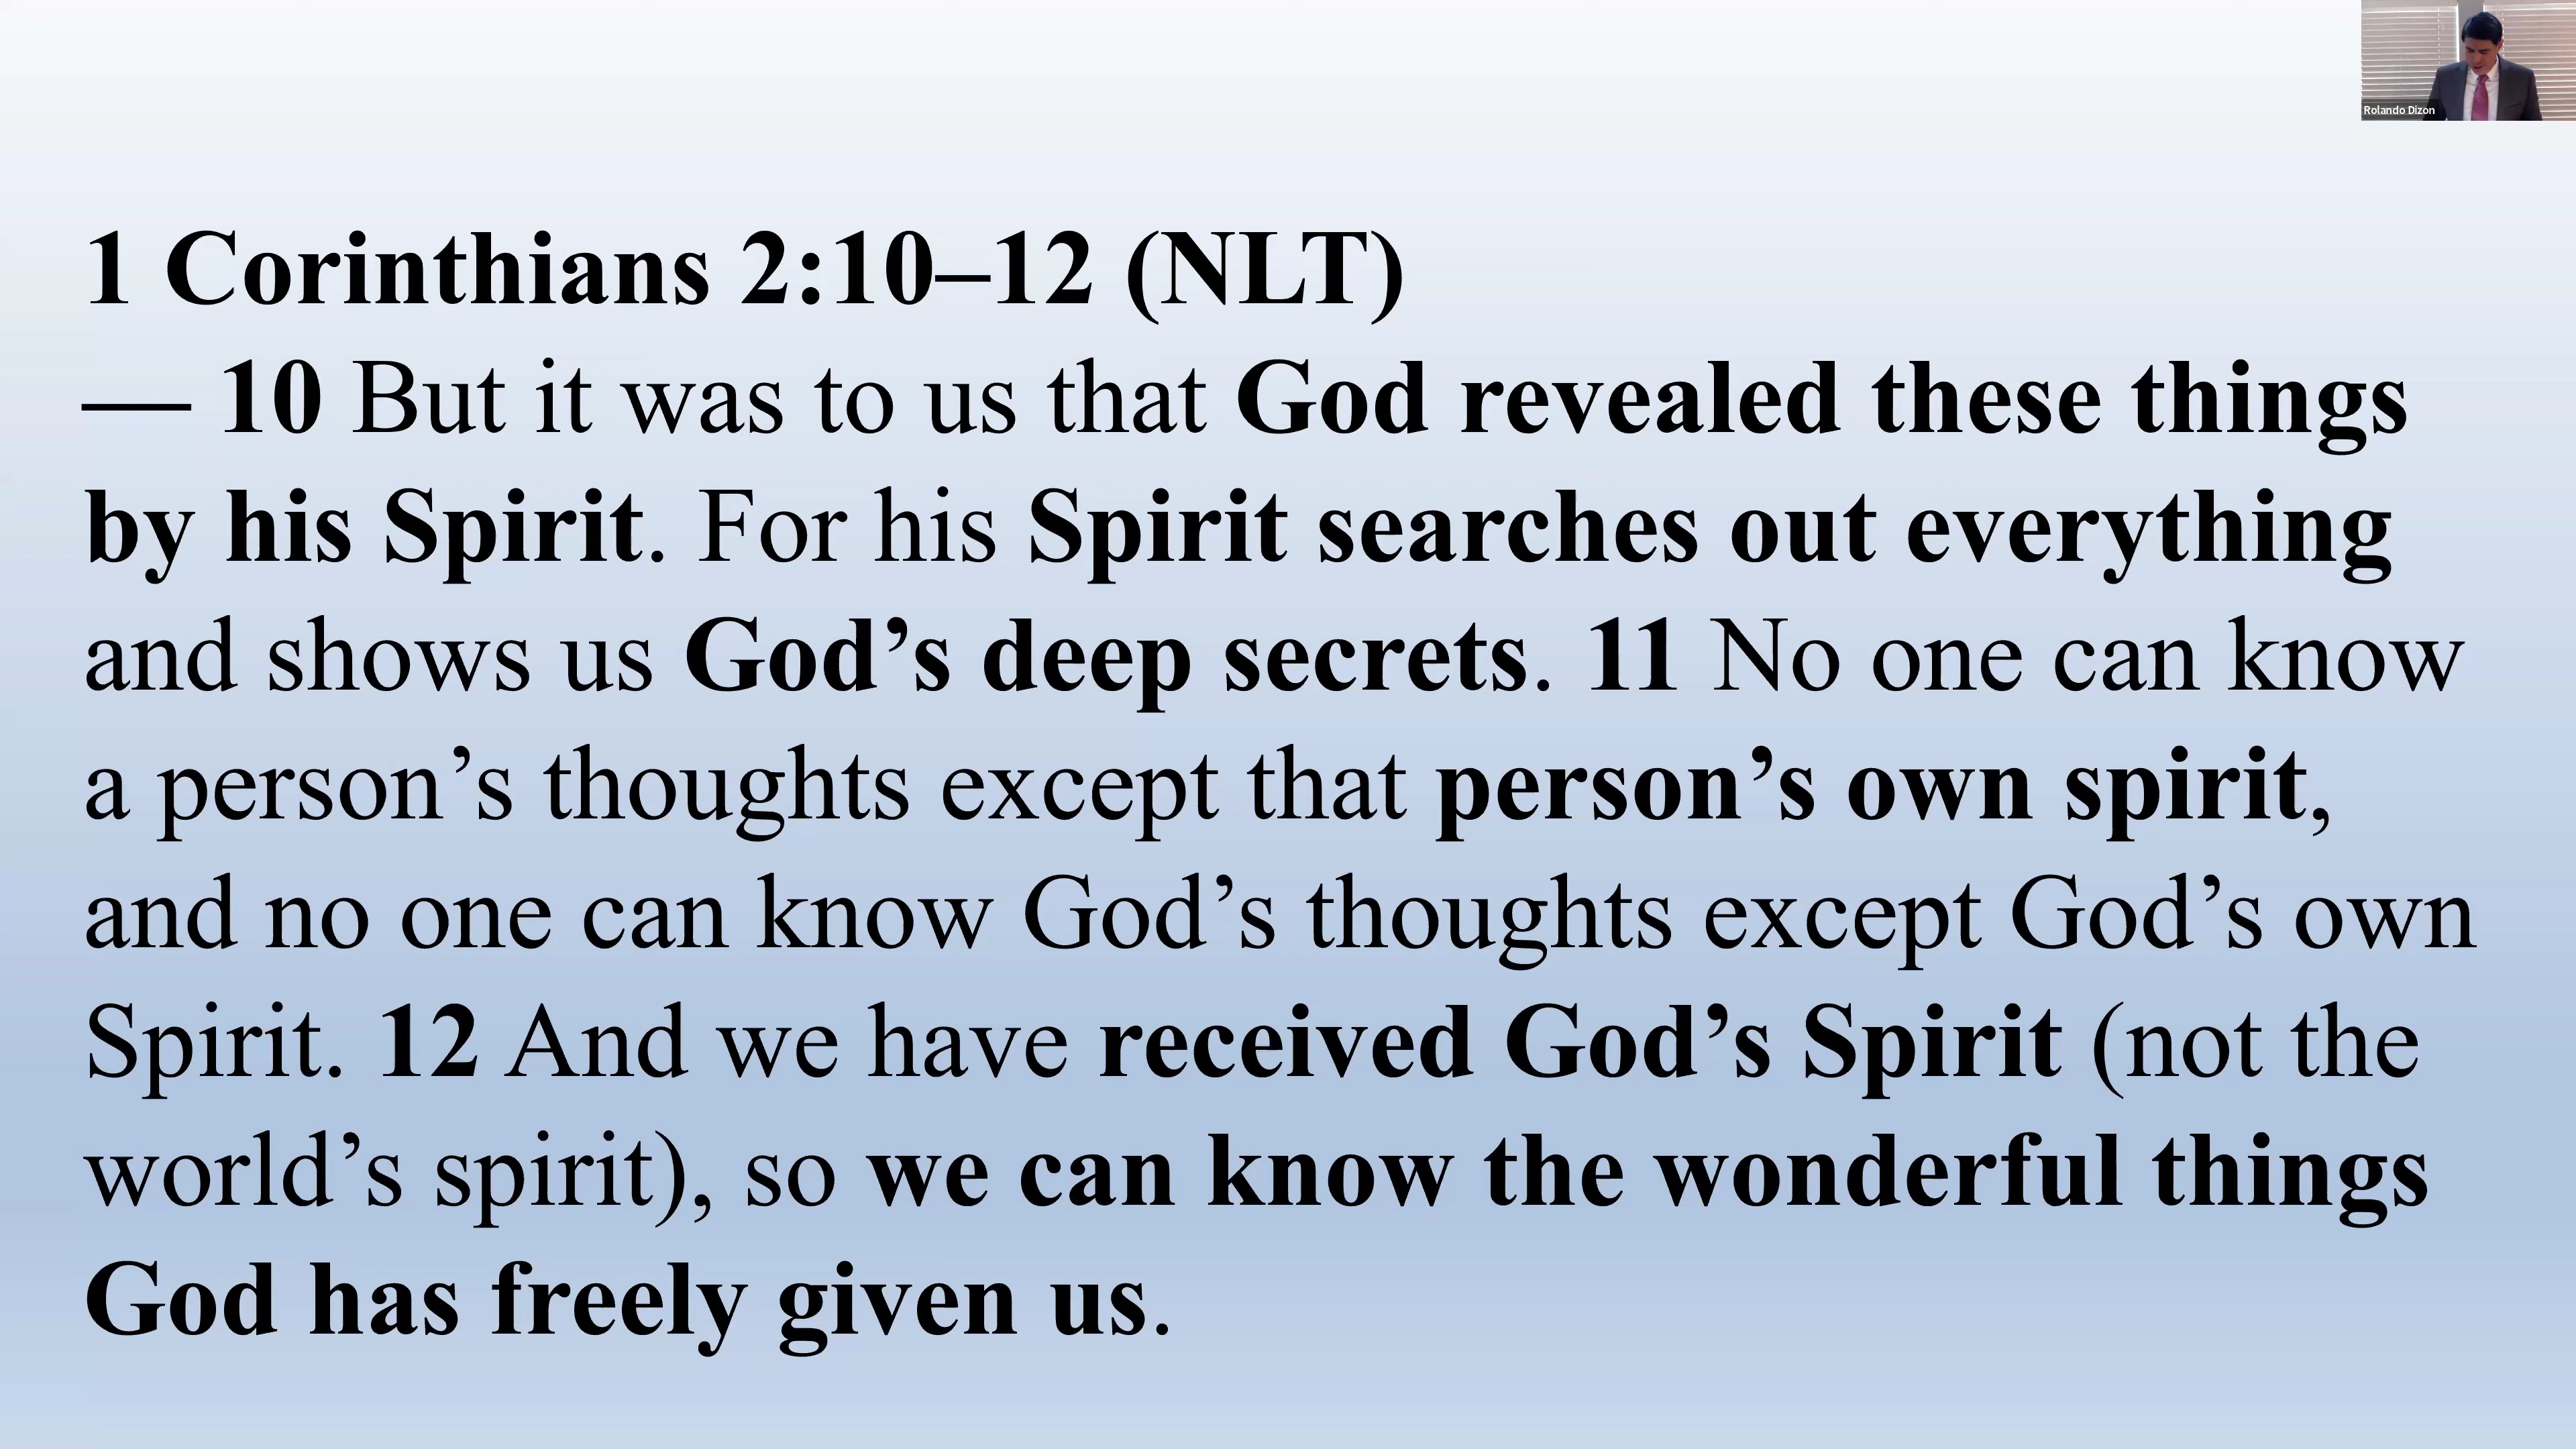 Rolando Dizon
1 Corinthians 2:10–12 (NLT)
— 10 But it was to us that God revealed these things
by his Spirit. For his Spirit searches out everything
and shows us God’s deep secrets. 11 No one can know
a person’s thoughts except that person’s own spirit,
and no one can know God’s thoughts except God’s own
Spirit. 12 And we have received God’s Spirit (not the
world’s spirit), so we can know the wonderful things
God has freely given us.